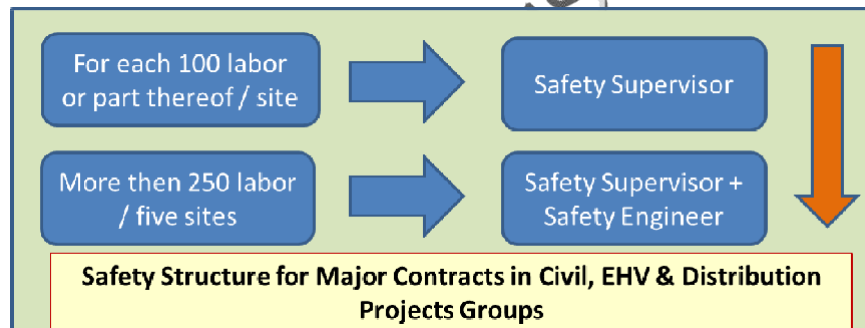 For each 100 labor
or part thereof / site
Safety Supervisor
More then 250 labor
/ five sites
Safety Supervisor +
Safety Engineer
Safety Structure for Major Contracts in Civil, EHV & Distribution
Projects Groups